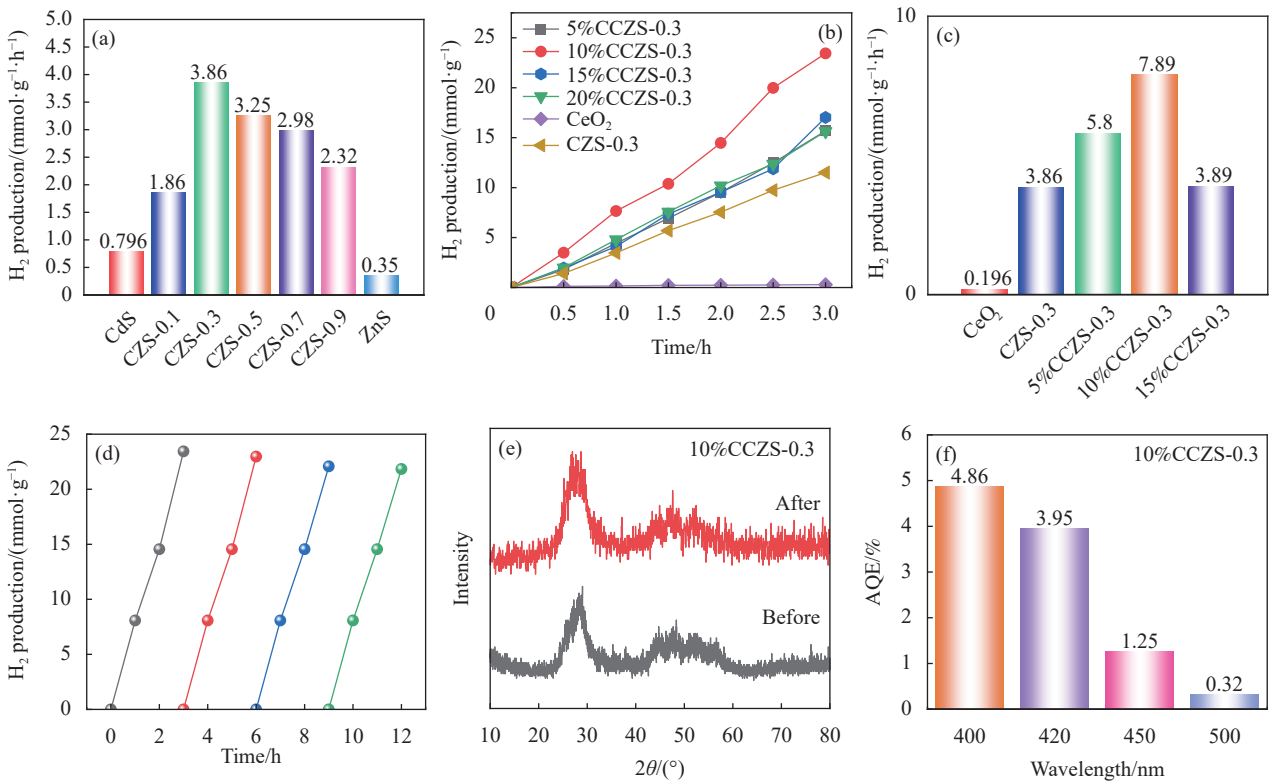 (a)
H₂ production/(mmol·g⁻¹·h⁻¹)
5.0
4.5
4.0
3.5
3.0
2.5
2.0
1.5
1.0
0.5
0
0.796
1.86
3.86
3.25
2.98
2.32
0.35
CdS
CZS-0.1
CZS-0.3
CZS-0.5
CZS-0.7
CZS-0.9
ZnS
(b)
H₂ production/(mmol·g⁻¹)
25
20
15
10
5
5%CCZS-0.3
10%CCZS-0.3
15%CCZS-0.3
20%CCZS-0.3
CeO₂
CZS-0.3
0.5 1.0 1.5 2.0 2.5 3.0
Time/h
(c)
H₂ production/(mmol·g⁻¹·h⁻¹)
10
0
0.196
3.86
5.8
7.89
3.89
CeO₂
CZS-0.3
5%CCZS-0.3
10%CCZS-0.3
15%CCZS-0.3
(d)
H₂ production/(mmol·g⁻¹)
25
20
15
10
5
0
0 2 4 6 8 10 12
Time/h
(e)
10%CCZS-0.3
Intensity
After
Before
10 20 30 40 50 60 70 80
2θ/(°)
(f)
10%CCZS-0.3
AQE/%
6
5
4
3
2
1
0
4.86
3.95
1.25
0.32
400 420 450 500
Wavelength/nm